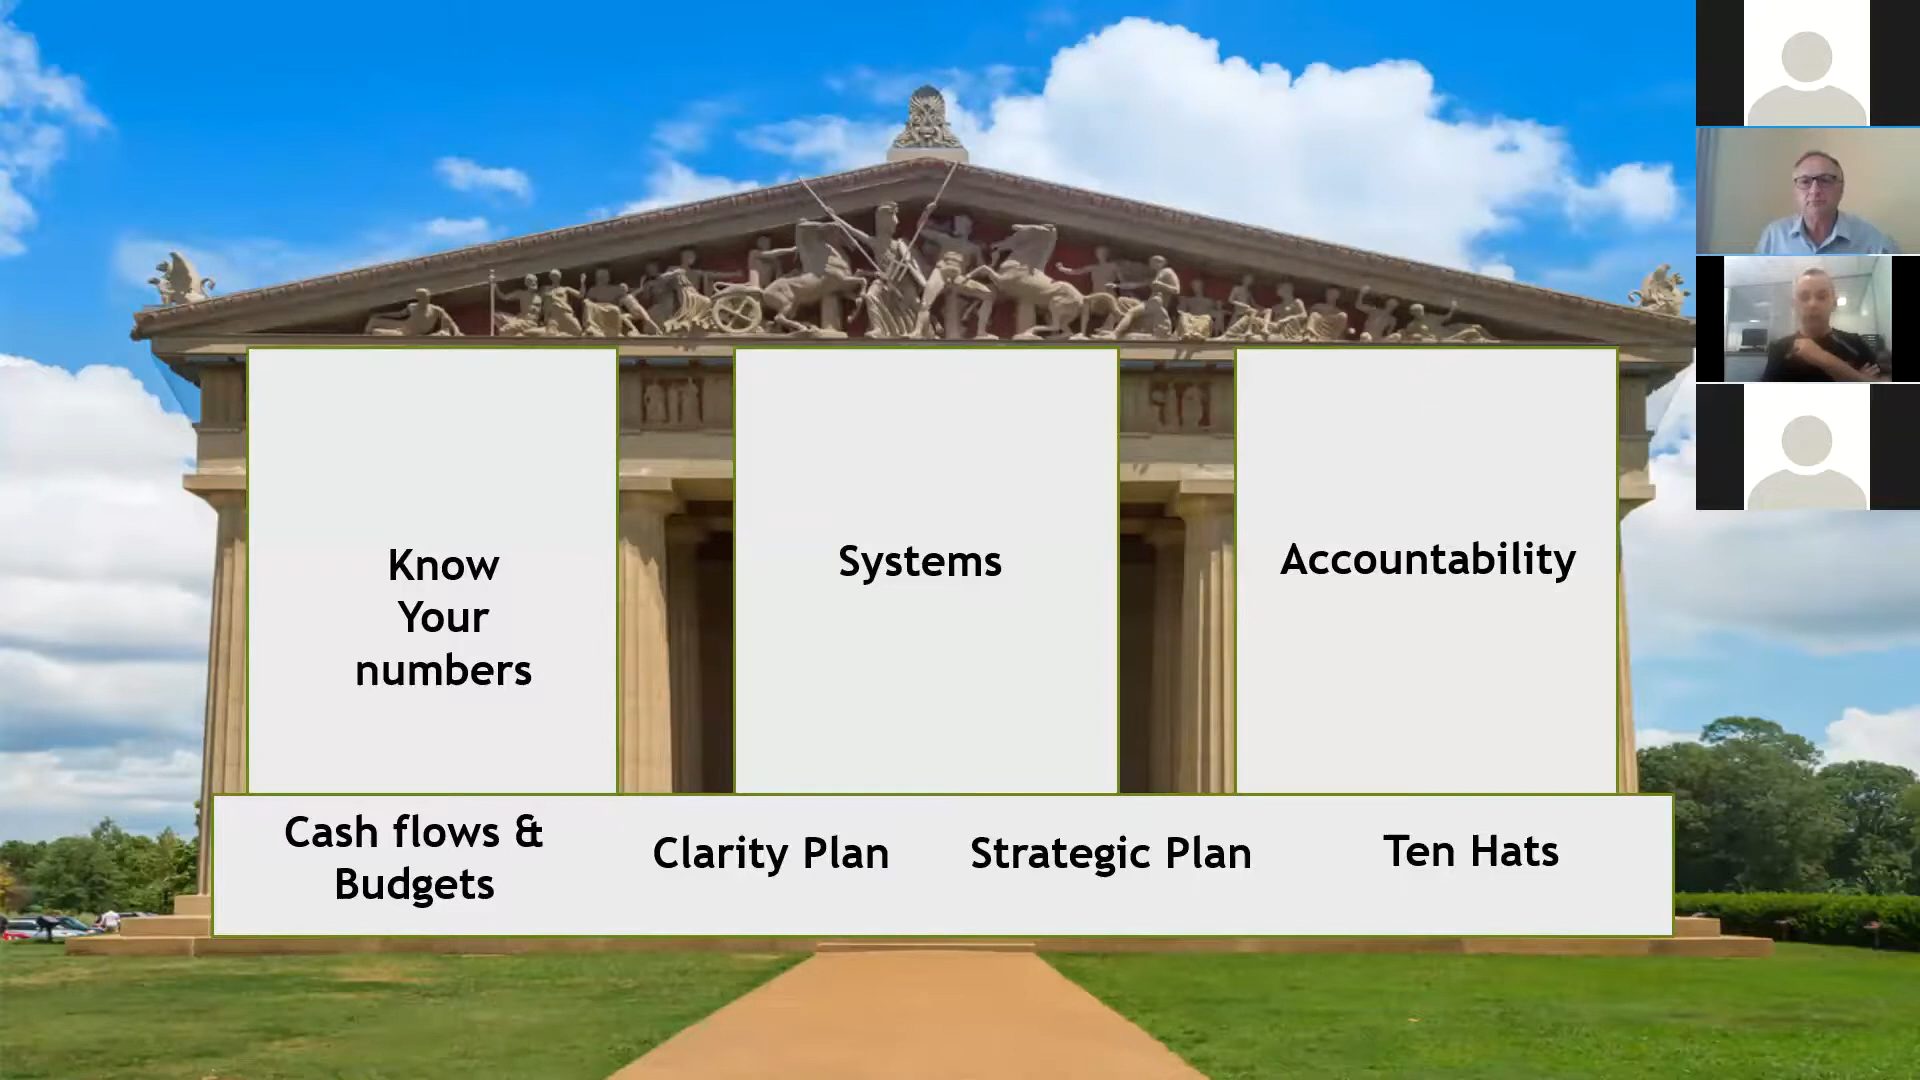 Know
Your
numbers
Systems
Accountability
Cash flows &
Budgets
Clarity Plan
Strategic Plan
Ten Hats